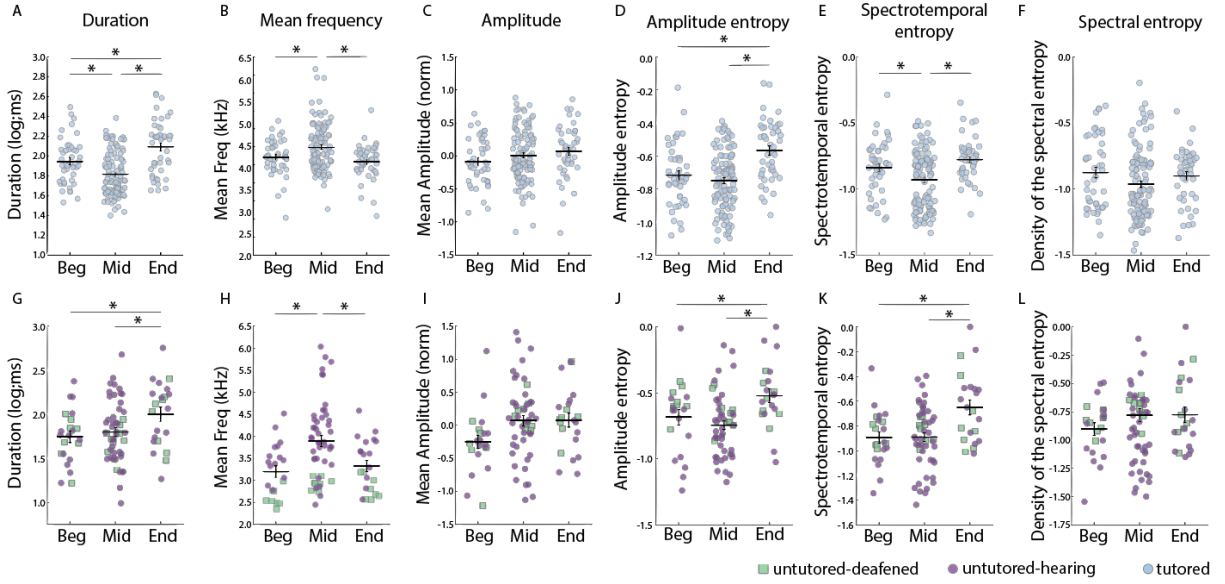 A Duration
B Mean frequency
C Amplitude
D Amplitude entropy
E Spectrotemporal
entropy
F Spectral entropy
* * *
Duration (log;ms)
3.0
2.8
2.6
2.4
2.2
2.0
1.8
1.6
1.4
1.0
Beg Mid End
* *
Mean Freq (kHz)
6.5
6.0
5.5
5.0
4.5
4.0
3.5
3.0
2.5
2.0
Beg Mid End
Mean Amplitude (norm)
1.5
1.0
0.5
0.0
-0.5
-1.0
-1.5
Beg Mid End
* *
Amplitude entropy
0.0
-0.2
-0.4
-0.6
-0.8
-1.0
-1.2
Beg Mid End
* *
Spectrotemporal entropy
-0.0
-0.5
-1.0
-1.5
Beg Mid End
Density of the spectral entropy
0.0
-0.5
-1.0
-1.5
Beg Mid End
G
* *
Duration (log;ms)
3.0
2.5
2.0
1.5
1.0
Beg Mid End
H
* *
Mean Freq (kHz)
6.5
6.0
5.5
5.0
4.5
4.0
3.5
3.0
2.5
2.0
Beg Mid End
I
Mean Amplitude (norm)
1.5
1.0
0.5
0.0
-0.5
-1.0
-1.5
Beg Mid End
J
* *
Amplitude entropy
0.0
-0.5
-1.0
-1.5
Beg Mid End
K
* *
Spectrotemporal entropy
0.0
-0.2
-0.4
-0.6
-0.8
-1.0
-1.2
-1.4
-1.6
Beg Mid End
L
Density of the spectral entropy
0.0
-0.25
-0.50
-0.75
-1.00
-1.25
-1.50
-1.75
Beg Mid End
untutored-deafened untutored-hearing tutored